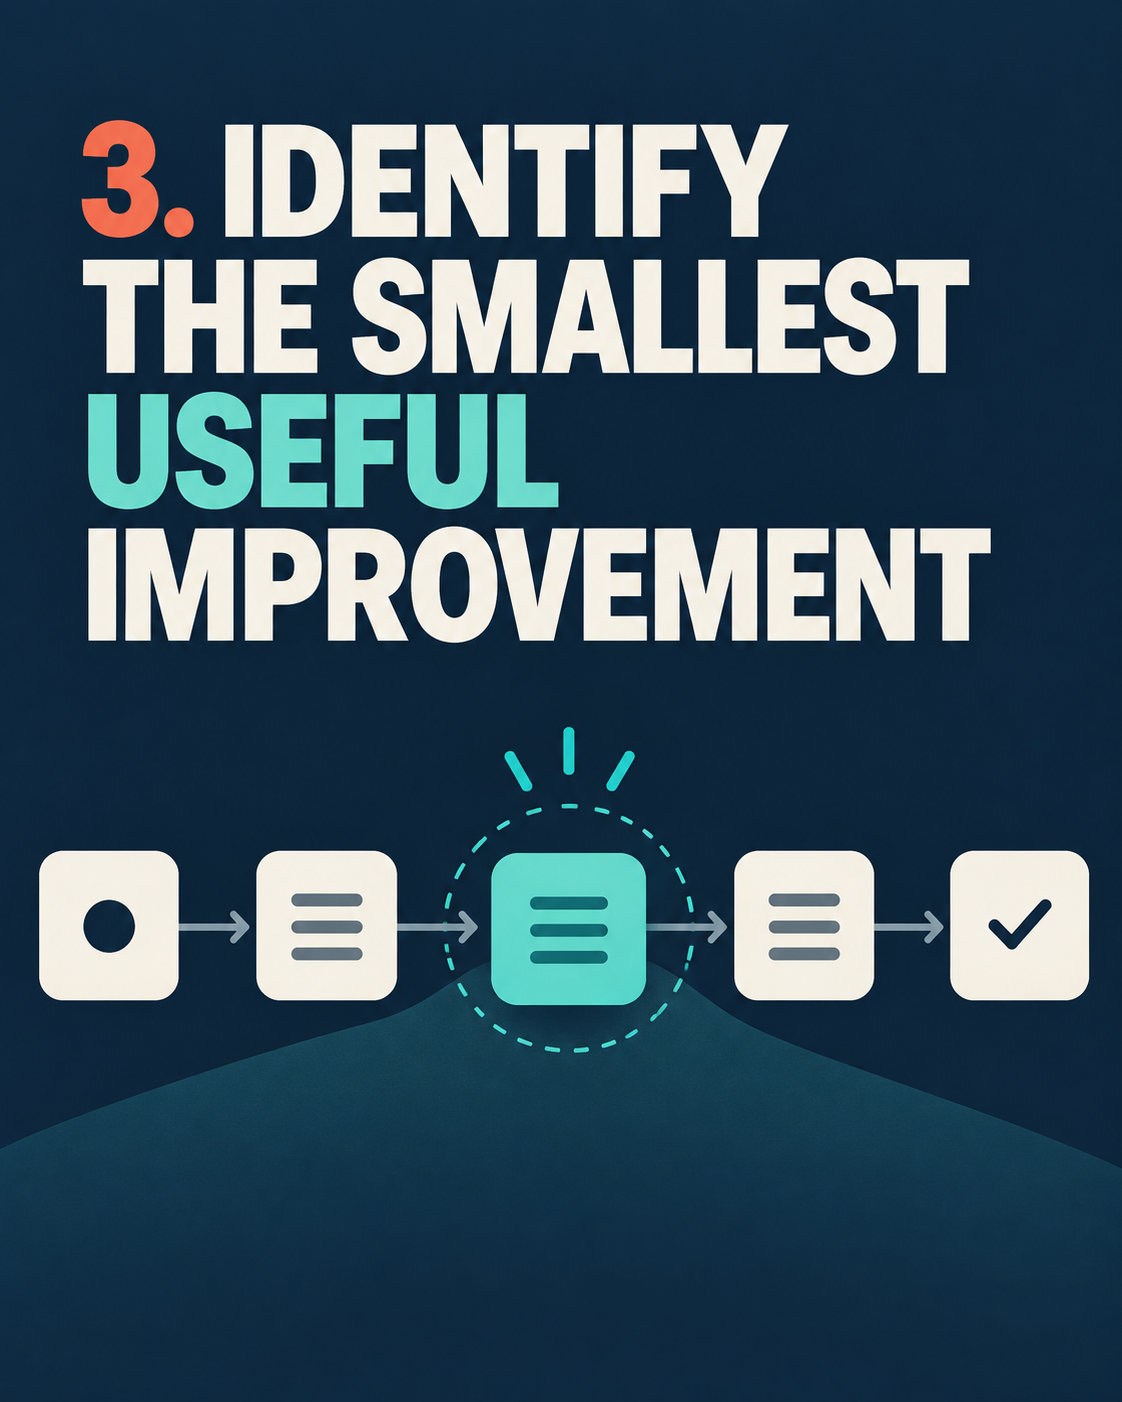 3. IDENTIFY
THE SMALLEST
USEFUL
IMPROVEMENT